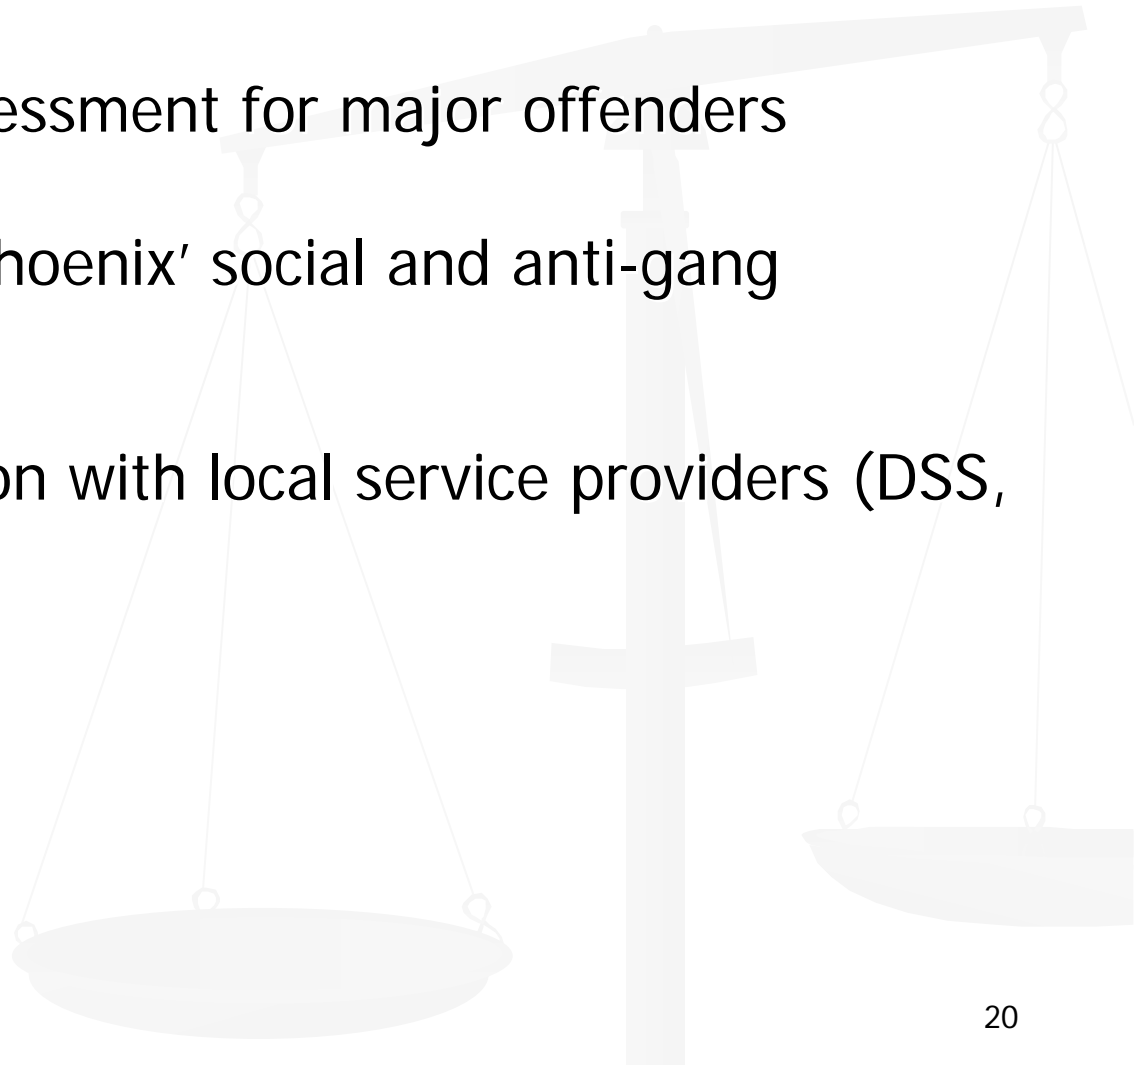 essment for major offenders
hoenix’ social and anti-gang
on with local service providers (DSS,
20